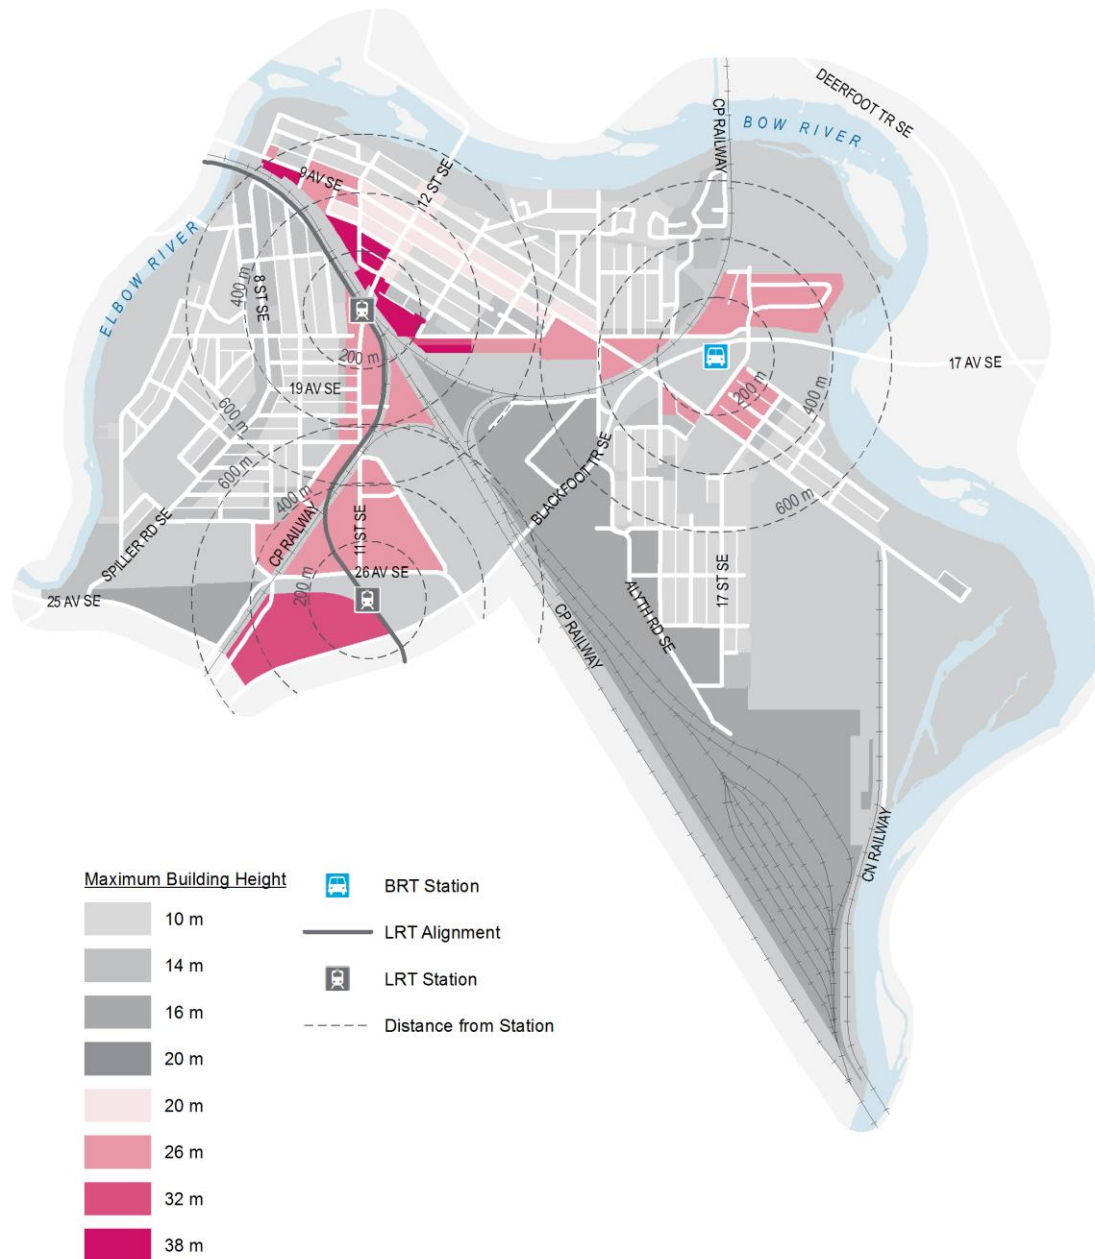 DEERFOOT TR SE
CP RAILWAY
BOW RIVER
9 AV SE
12 ST SE
ELBOW RIVER
400 m
8 ST SE
200 m
17 AV SE
19 AV SE
200 m
400 m
600 m
600 m
400 m
600 m
BLACKFOOT TR SE
SPILLER RD SE
CP RAILWAY
11 ST SE
26 AV SE
200 m
25 AV SE
ALYTH RD SE
17 ST SE
CP RAILWAY
CN RAILWAY
Maximum Building Height
10 m
14 m
16 m
20 m
20 m
26 m
32 m
38 m
BRT Station
LRT Alignment
LRT Station
Distance from Station